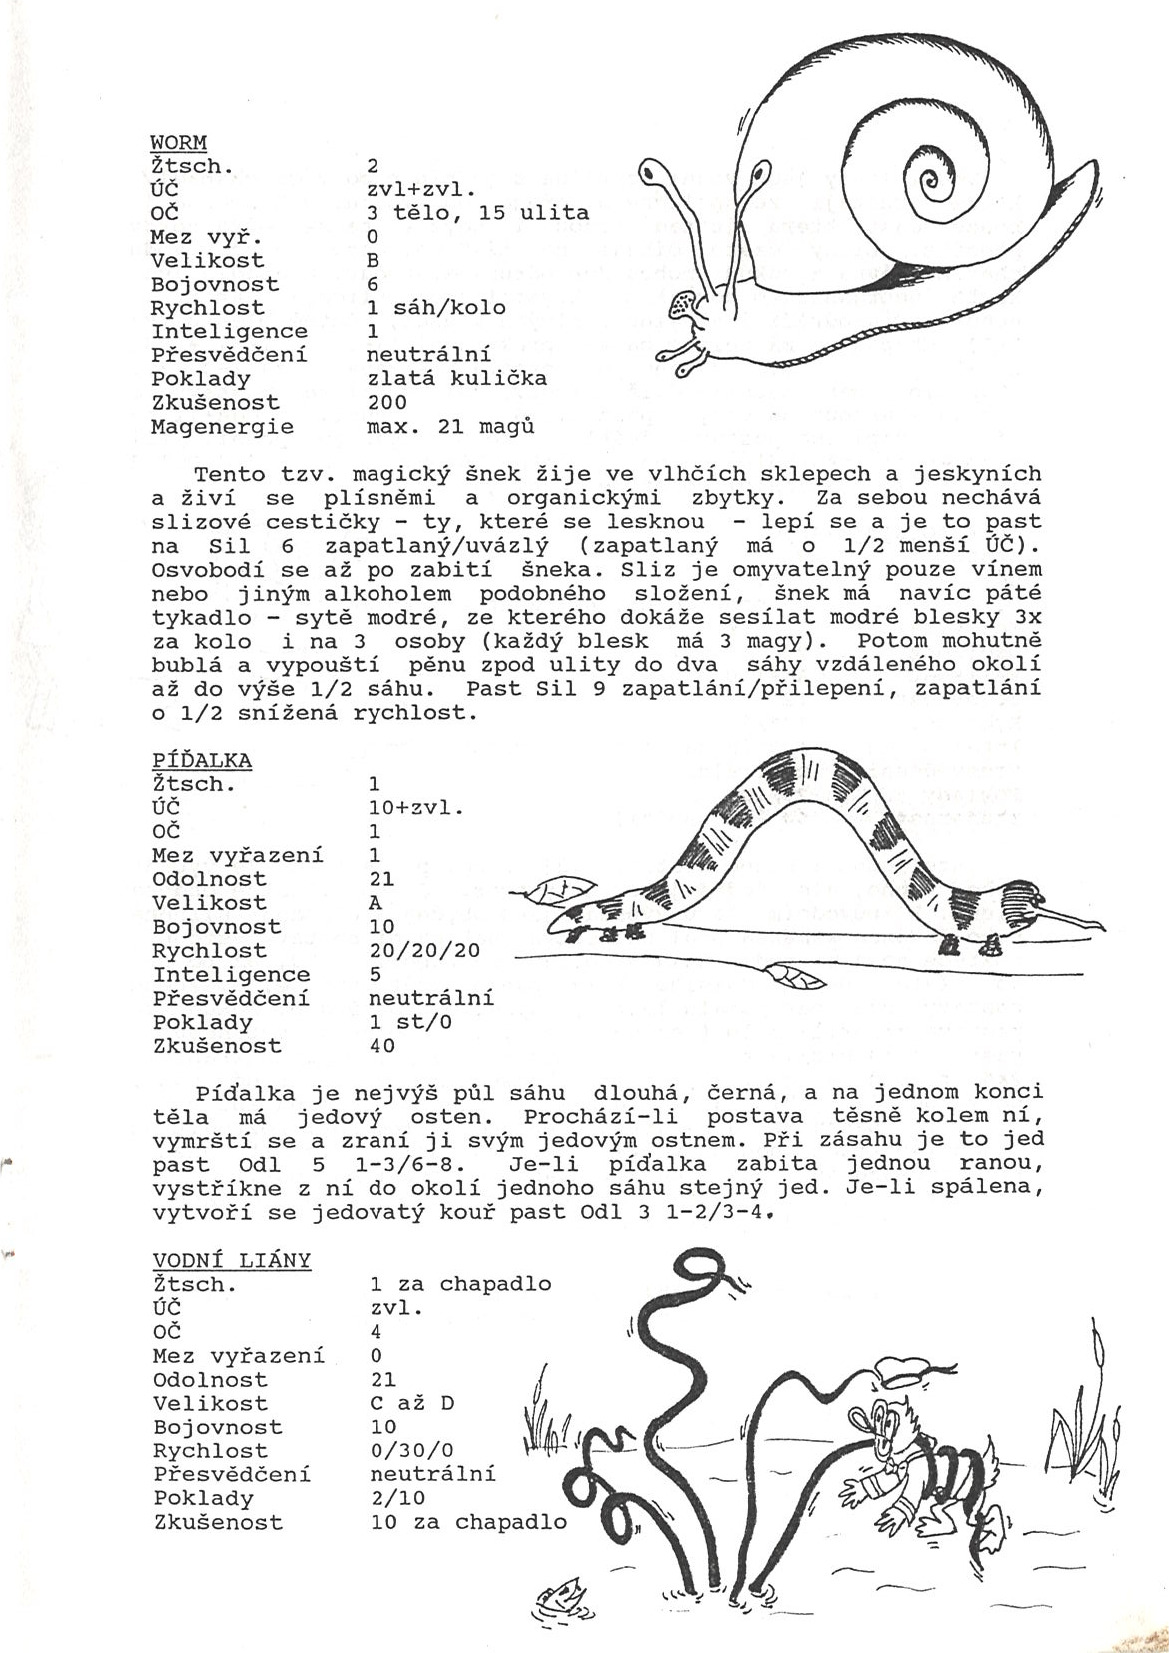 WORM
Žtsch. 2
ÚČ zvl+zvl.
OČ 3 tělo, 15 ulita
Mez vyř. 0
Velikost B
Bojovnost 6
Rychlost 1 sáh/kolo
Inteligence 1
Přesvědčení neutrální
Poklady zlatá kulička
Zkušenost 200
Magenergie max. 21 magů
Tento tzv. magický šnek žije ve vlhčích sklepech a jeskyních
a živí se plísněmi a organickými zbytky. Za sebou nechává
slizové cestičky - ty, které se lesknou - lepí se a je to past
na Sil 6 zapatlaný/uvázlý (zapatlaný má o 1/2 menší ÚČ).
Osvobodí se až po zabití šneka. Sliz je omyvatelný pouze vínem
nebo jiným alkoholem podobného složení, šnek má navíc páté
tykadlo - sytě modré, ze kterého dokáže sesílat modré blesky 3x
za kolo i na 3 osoby (každý blesk má 3 magy). Potom mohutně
bublá a vypouští pěnu zpod ulity do dva sáhy vzdáleného okolí
až do výše 1/2 sáhu. Past Sil 9 zapatlání/přilepení, zapatlání
o 1/2 snížená rychlost.
PÍĎALKA
Žtsch. 1
ÚČ 10+zvl.
OČ 1
Mez vyřazení 1
Odolnost 21
Velikost A
Bojovnost 10
Rychlost 20/20/20
Inteligence 5
Přesvědčení neutrální
Poklady 1 st/0
Zkušenost 40
Píďalka je nejvýš půl sáhu dlouhá, černá, a na jednom konci
těla má jedový osten. Prochází-li postava těsně kolem ní,
vymrští se a zraní ji svým jedovým ostnem. Při zásahu je to jed
past Odl 5 1-3/6-8. Je-li píďalka zabita jednou ranou,
vystříkne z ní do okolí jednoho sáhu stejný jed. Je-li spálena,
vytvoří se jedovatý kouř past Odl 3 1-2/3-4.
VODNÍ LIÁNY
Žtsch. 1 za chapadlo
ÚČ zvl.
OČ 4
Mez vyřazení 0
Odolnost 21
Velikost C až D
Bojovnost 10
Rychlost 0/30/0
Přesvědčení neutrální
Poklady 2/10
Zkušenost 10 za chapadlo